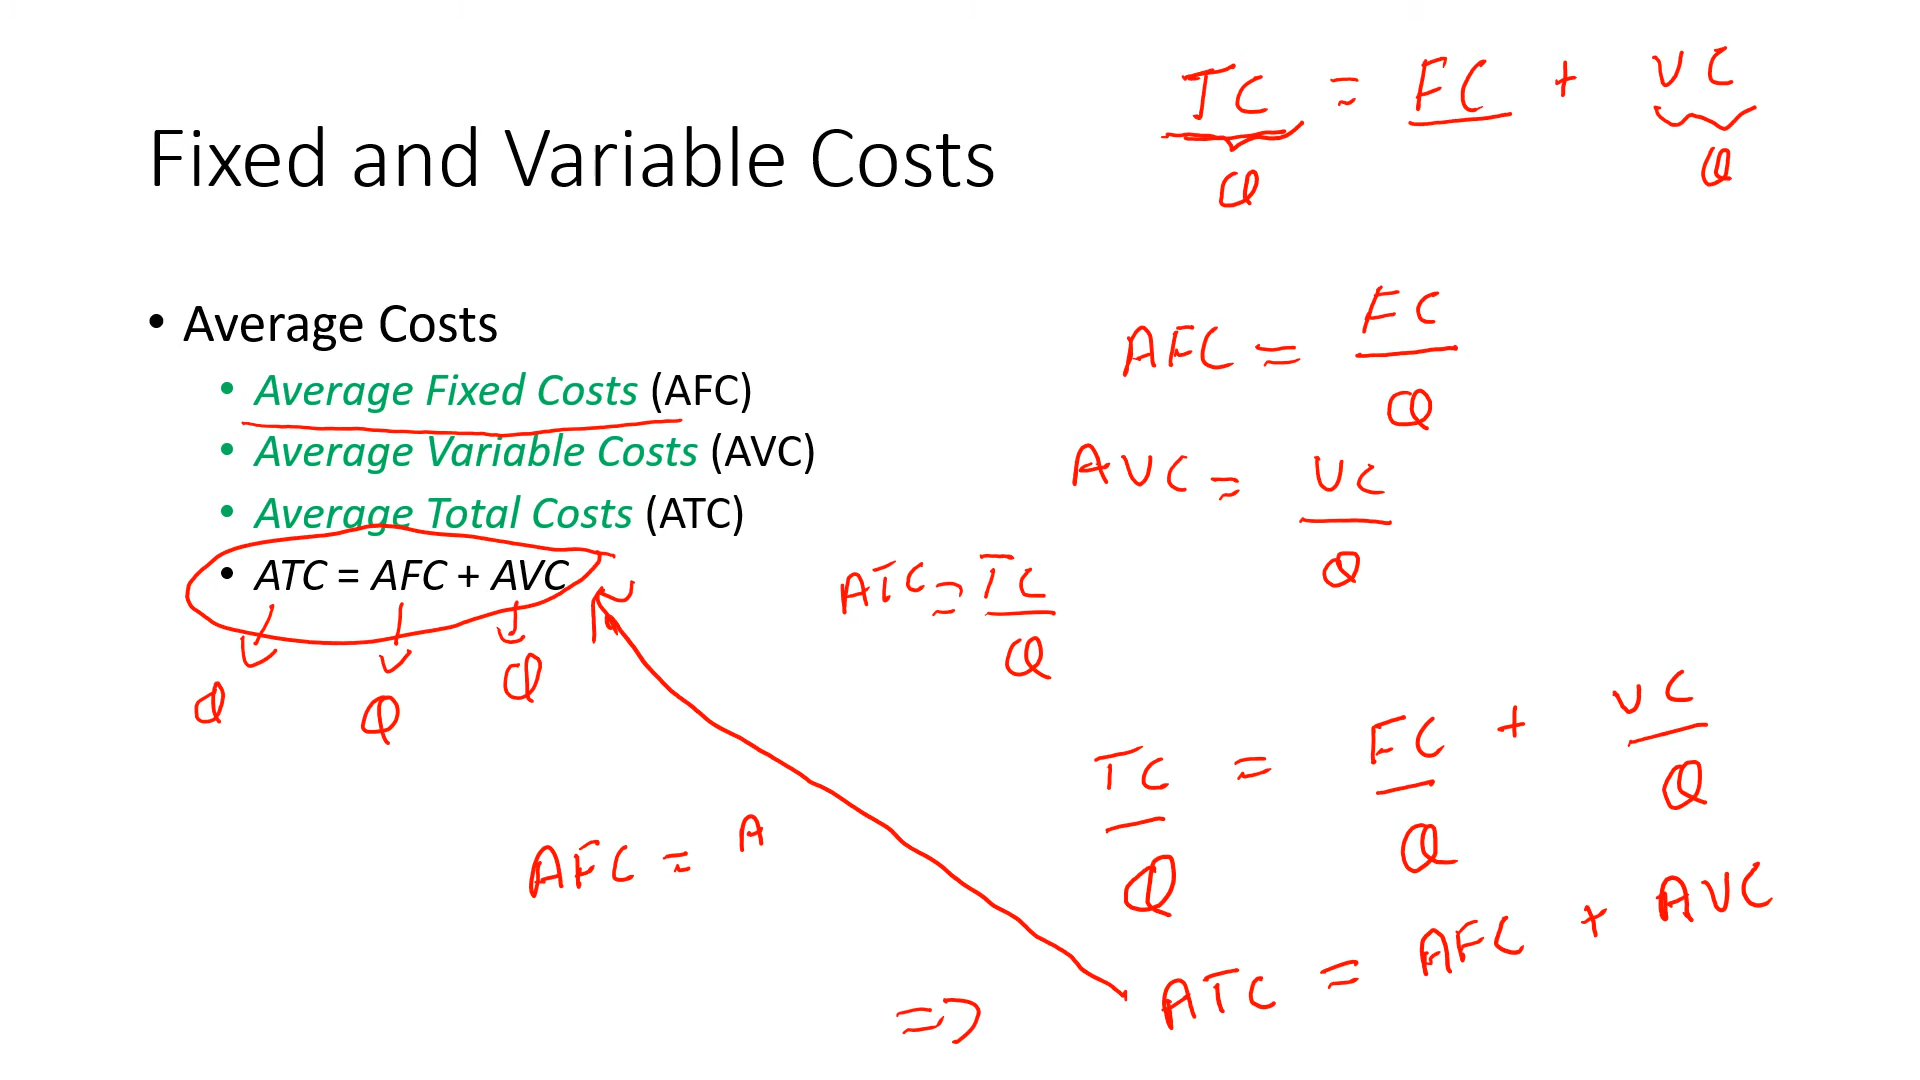 TC = FC + VC
Q Q
Fixed and Variable Costs
• Average Costs
• Average Fixed Costs (AFC)
• Average Variable Costs (AVC)
• Average Total Costs (ATC)
• ATC = AFC + AVC
Q Q Q
AFC = FC / Q
AVC = VC / Q
ATC = TC / Q
TC / Q = FC / Q + VC / Q
AFC = A
=> ATC = AFC + AVC